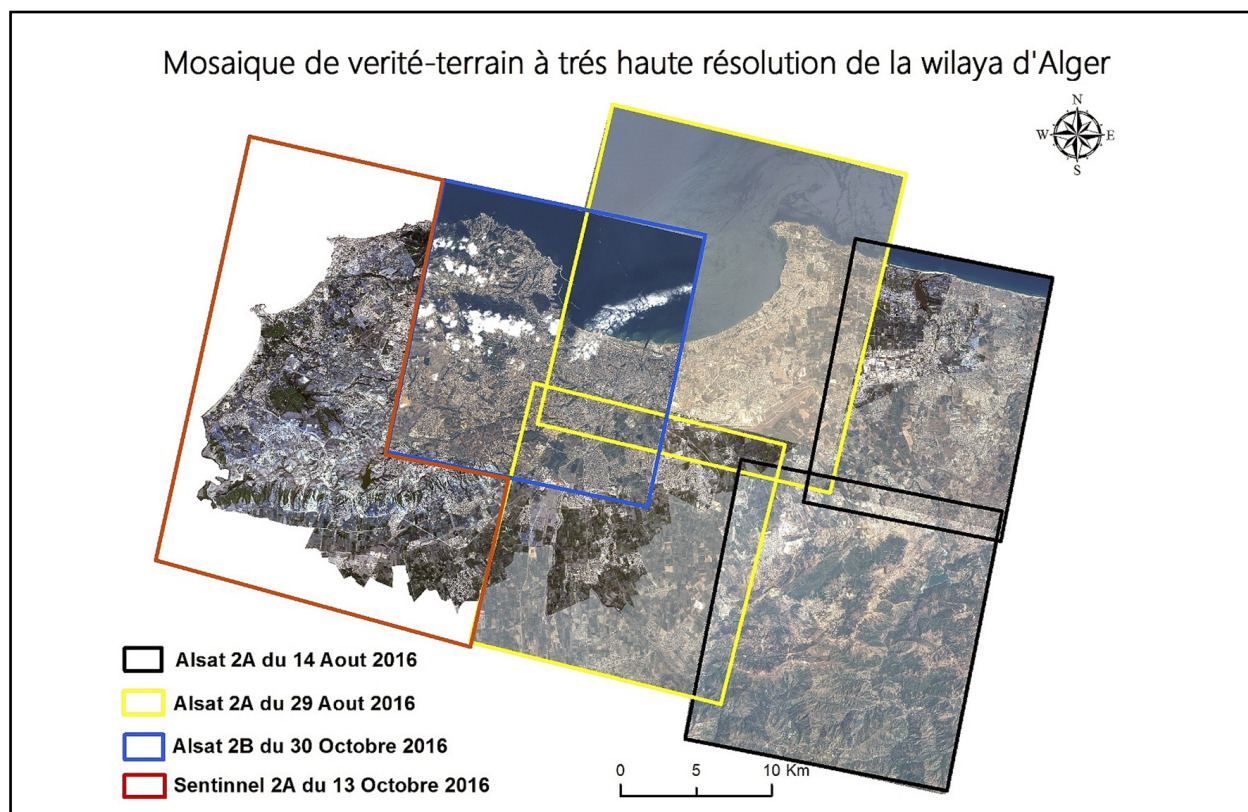 Mosaique de verité-terrain à trés haute résolution de la wilaya d'Alger
N
W E
S
Alsat 2A du 14 Aout 2016
Alsat 2A du 29 Aout 2016
Alsat 2B du 30 Octobre 2016
Sentinnel 2A du 13 Octobre 2016
0 5 10 Km